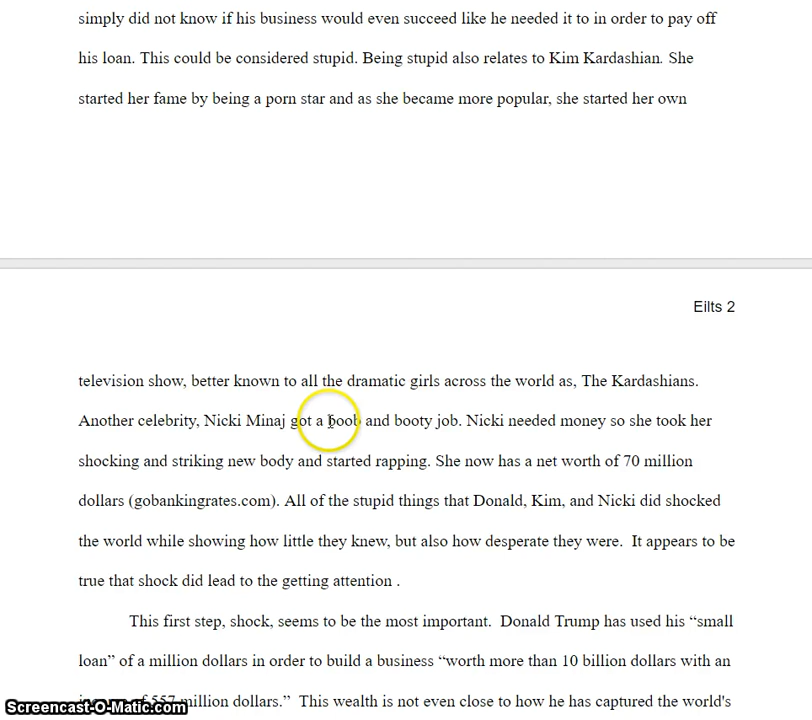 simply did not know if his business would even succeed like he needed it to in order to pay off
his loan. This could be considered stupid. Being stupid also relates to Kim Kardashian. She
started her fame by being a porn star and as she became more popular, she started her own
Eilts 2
television show, better known to all the dramatic girls across the world as, The Kardashians.
Another celebrity, Nicki Minaj got a boob and booty job. Nicki needed money so she took her
shocking and striking new body and started rapping. She now has a net worth of 70 million
dollars (gobankingrates.com). All of the stupid things that Donald, Kim, and Nicki did shocked
the world while showing how little they knew, but also how desperate they were.  It appears to be
true that shock did lead to the getting attention .
This first step, shock, seems to be the most important.  Donald Trump has used his “small
loan” of a million dollars in order to build a business “worth more than 10 billion dollars with an
of 557 million dollars.”  This wealth is not even close to how he has captured the world's
Screencast-O-Matic.com